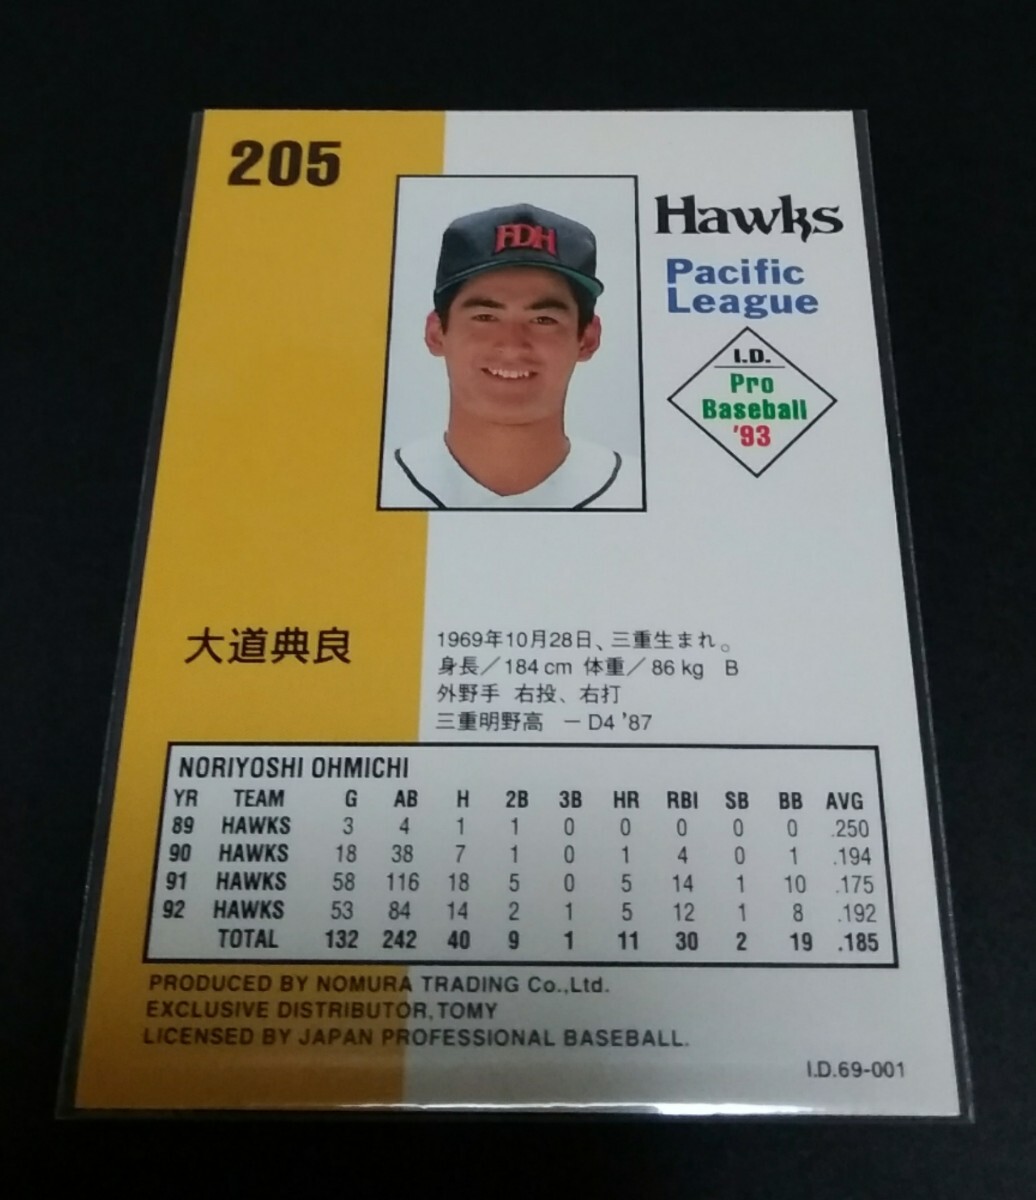 205
FDH
Hawks
Pacific
League
I.D.
Pro
Baseball
'93
大道典良
1969年10月28日、三重生まれ。
身長／184cm 体重／86kg B
外野手 右投、右打
三重明野高 －D4 '87
NORIYOSHI OHMICHI
YR TEAM G AB H 2B 3B HR RBI SB BB AVG
89 HAWKS 3 4 1 1 0 0 0 0 0 .250
90 HAWKS 18 38 7 1 0 1 4 0 1 .194
91 HAWKS 58 116 18 5 0 5 14 1 10 .175
92 HAWKS 53 84 14 2 1 5 12 1 8 .192
TOTAL 132 242 40 9 1 11 30 2 19 .185
PRODUCED BY NOMURA TRADING Co.,Ltd.
EXCLUSIVE DISTRIBUTOR,TOMY
LICENSED BY JAPAN PROFESSIONAL BASEBALL.
I.D.69-001